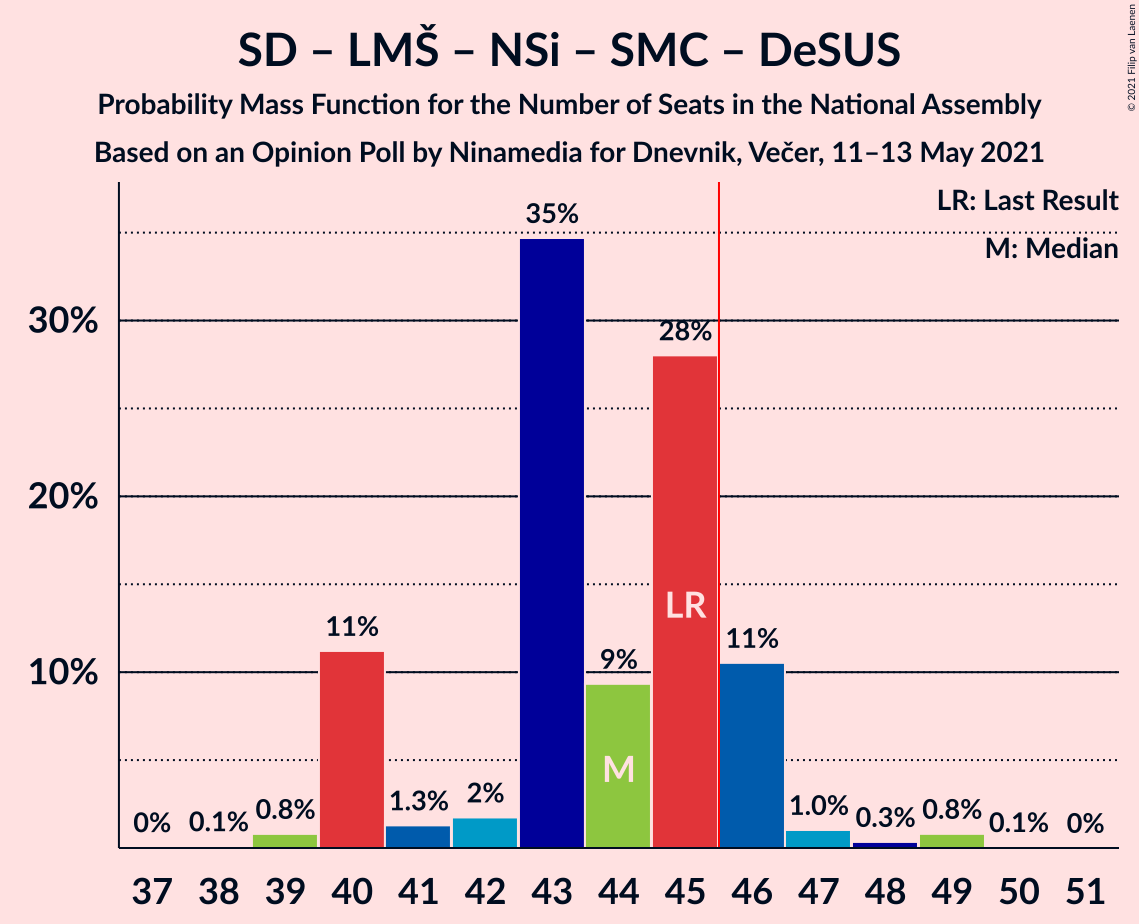 SD – LMŠ – NSi – SMC – DeSUS
Probability Mass Function for the Number of Seats in the National Assembly
Based on an Opinion Poll by Ninamedia for Dnevnik, Večer, 11–13 May 2021
© 2021 Filip van Laenen
LR: Last Result
M: Median
30%
20%
10%
0%
0.1%
0.8%
11%
1.3%
2%
35%
9%
28%
11%
1.0%
0.3%
0.8%
0.1%
0%
M
LR
37 38 39 40 41 42 43 44 45 46 47 48 49 50 51